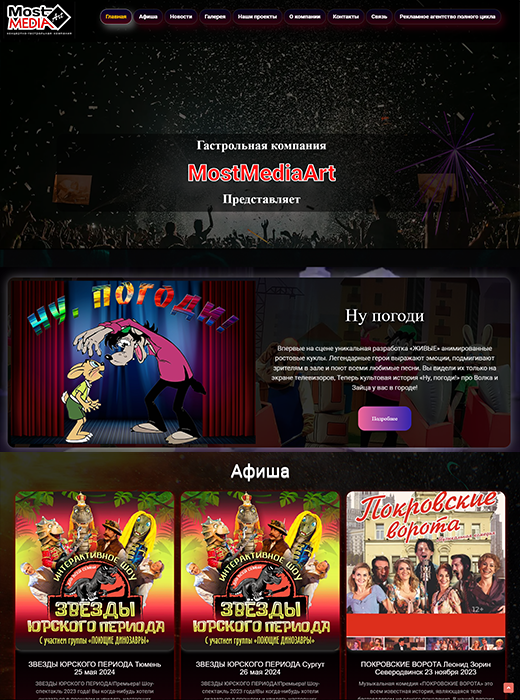 Most
MEDIA
Art
концертно-гастрольная компания
Главная
Афиша
Новости
Галерея
Наши проекты
О компании
Контакты
Связь
Рекламное агентство полного цикла
Гастрольная компания
MostMediaArt
Представляет
НУ, ПОГОДИ!
Ну погоди
Впервые на сцене уникальная разработка «ЖИВЫЕ» анимированные
ростовые куклы. Легендарные герои выражают эмоции, подмигивают
зрителям в зале и поют всеми любимые песни. Вы видели их только на
экране телевизоров, Теперь культовая история «Ну, погоди!» про Волка и
Зайца у вас в городе!
Подробнее
Афиша
ИНТЕРАКТИВНОЕ ШОУ
ЗВЕЗДЫ
ЮРСКОГО ПЕРИОДА
С участием группы «ПОЮЩИЕ ДИНОЗАВРЫ»
ЗВЕЗДЫ ЮРСКОГО ПЕРИОДА Тюмень
25 мая 2024
ЗВЕЗДЫ ЮРСКОГО ПЕРИОДА!Премьера! Шоу-
спектакль 2023 года! Вы когда-нибудь хотели
ИНТЕРАКТИВНОЕ ШОУ
ЗВЕЗДЫ
ЮРСКОГО ПЕРИОДА
С участием группы «ПОЮЩИЕ ДИНОЗАВРЫ»
ЗВЕЗДЫ ЮРСКОГО ПЕРИОДА Сургут
26 мая 2024
ЗВЕЗДЫ ЮРСКОГО ПЕРИОДА!Премьера! Шоу-
спектакль 2023 года!Вы когда-нибудь хотели
Покровские
ворота
12+
ПОКРОВСКИЕ ВОРОТА Леонид Зорин
Северодвинск 23 ноября 2023
Музыкальная комедия «ПОКРОВСКИЕ ВОРОТА» это
всем известная история, являющаяся теле